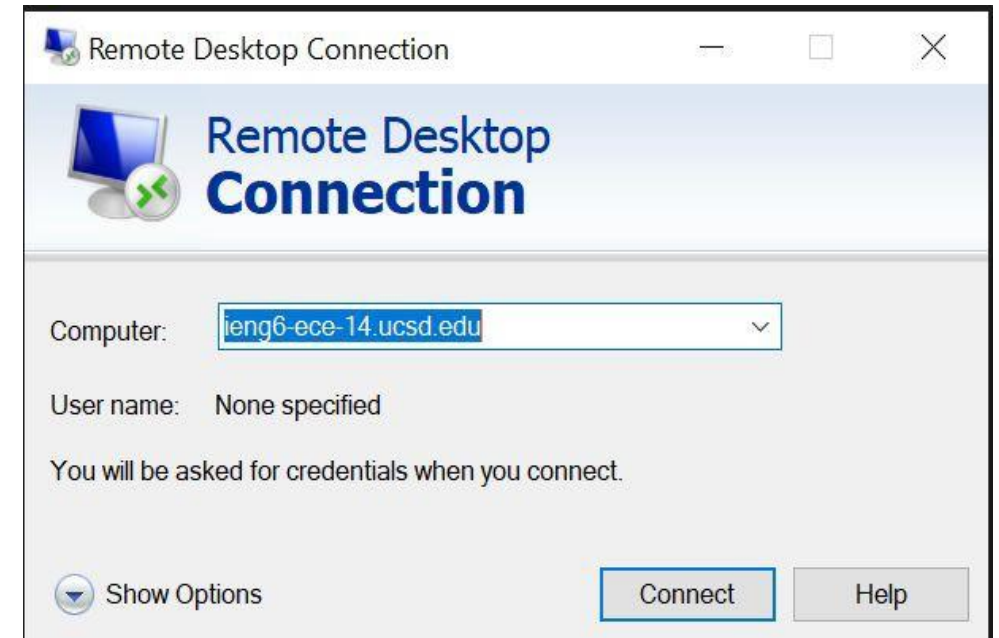 Remote Desktop Connection
Remote Desktop
Connection
Computer: ieng6-ece-14.ucsd.edu
User name: None specified
You will be asked for credentials when you connect.
Show Options Connect Help